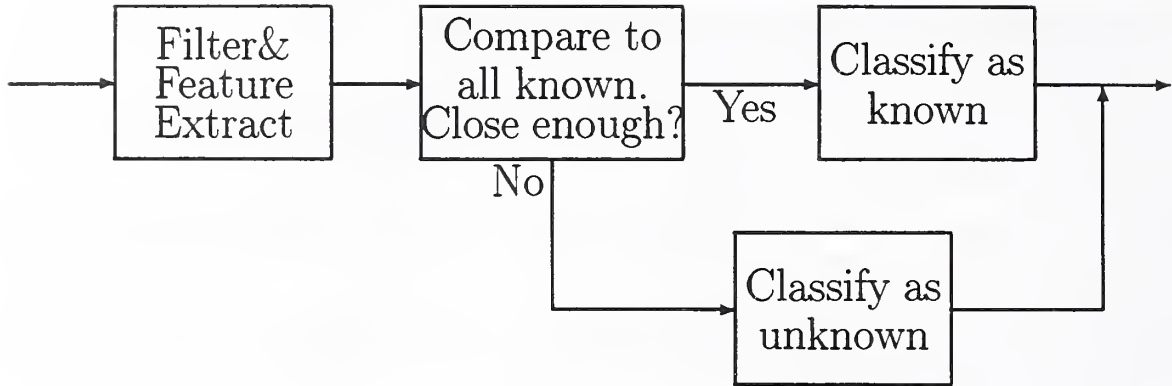 Filter&
Feature
Extract
Compare to
all known.
Close enough?
Yes
No
Classify as
known
Classify as
unknown